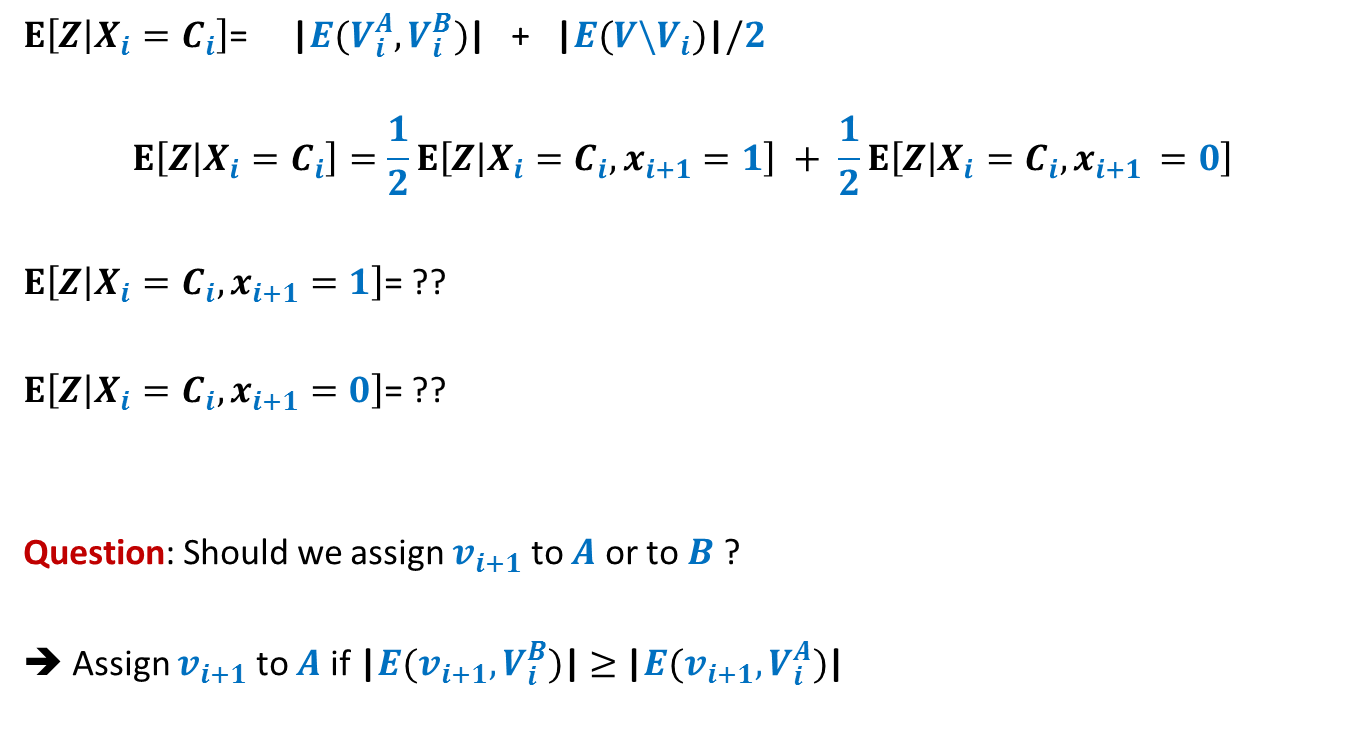 E[Z|X_i = C_i]= |E(V_i^A, V_i^B)| + |E(V\V_i)|/2
E[Z|X_i = C_i] = 1/2 E[Z|X_i = C_i, x_{i+1} = 1] + 1/2 E[Z|X_i = C_i, x_{i+1} = 0]
E[Z|X_i = C_i, x_{i+1} = 1]= ??
E[Z|X_i = C_i, x_{i+1} = 0]= ??
Question: Should we assign v_{i+1} to A or to B ?
➔ Assign v_{i+1} to A if |E(v_{i+1}, V_i^B)| ≥ |E(v_{i+1}, V_i^A)|